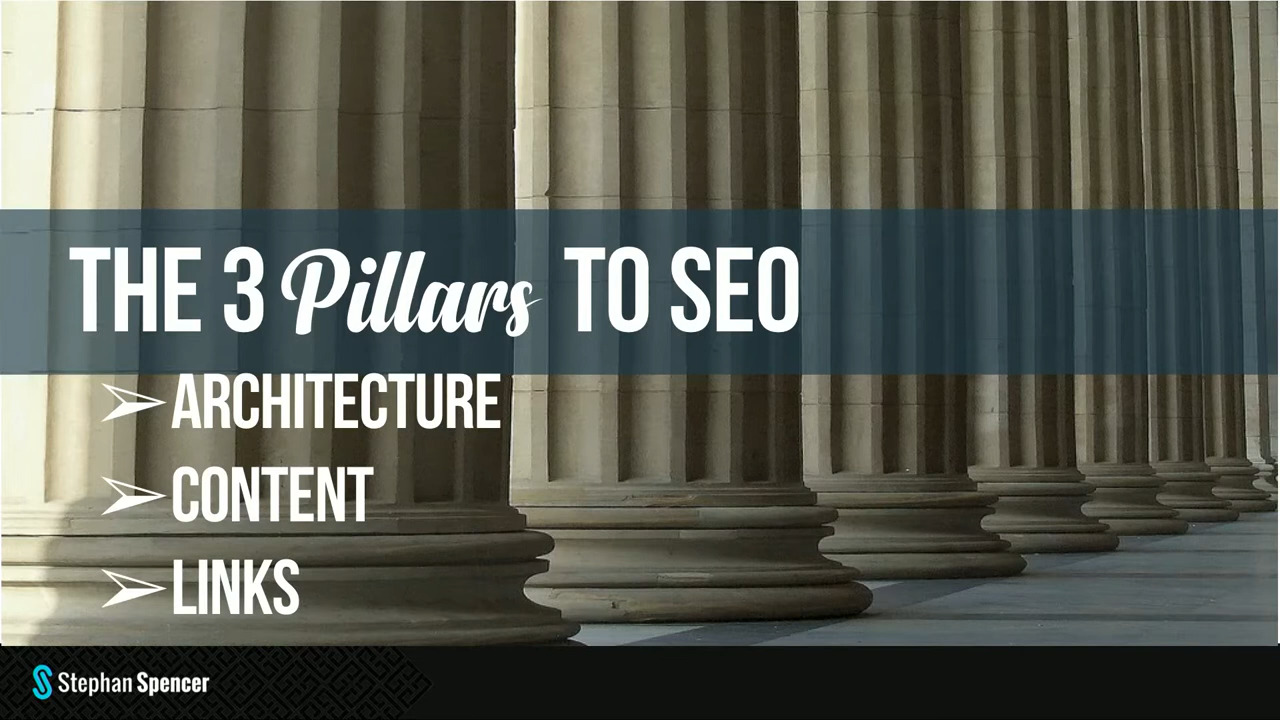 THE 3 Pillars TO SEO
➢ ARCHITECTURE
➢ CONTENT
➢ LINKS
Stephan Spencer